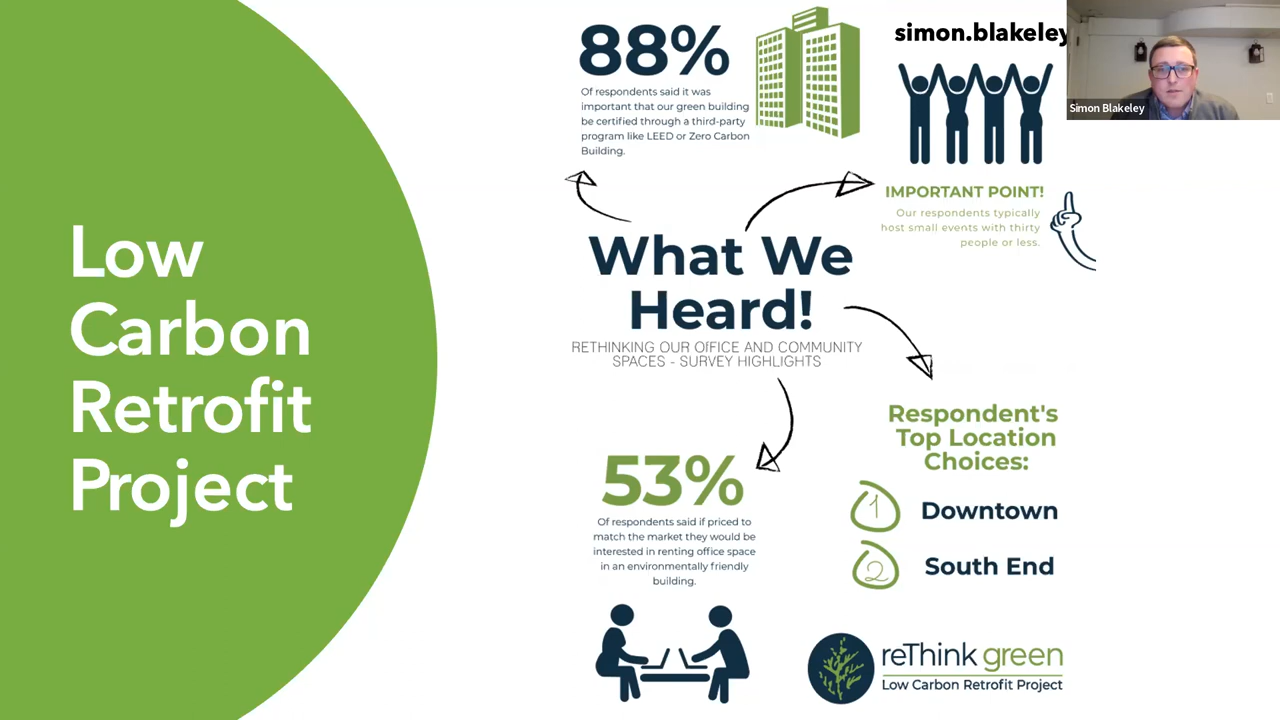 Low
Carbon
Retrofit
Project
88%
Of respondents said it was
important that our green building
be certified through a third-party
program like LEED or Zero Carbon
Building.
simon.blakeley
Simon Blakeley
IMPORTANT POINT!
Our respondents typically
host small events with thirty
people or less.
What We
Heard!
RETHINKING OUR OFFICE AND COMMUNITY
SPACES - SURVEY HIGHLIGHTS
53%
Of respondents said if priced to
match the market they would be
interested in renting office space
in an environmentally friendly
building.
Respondent's
Top Location
Choices:
1 Downtown
2 South End
reThink green
Low Carbon Retrofit Project